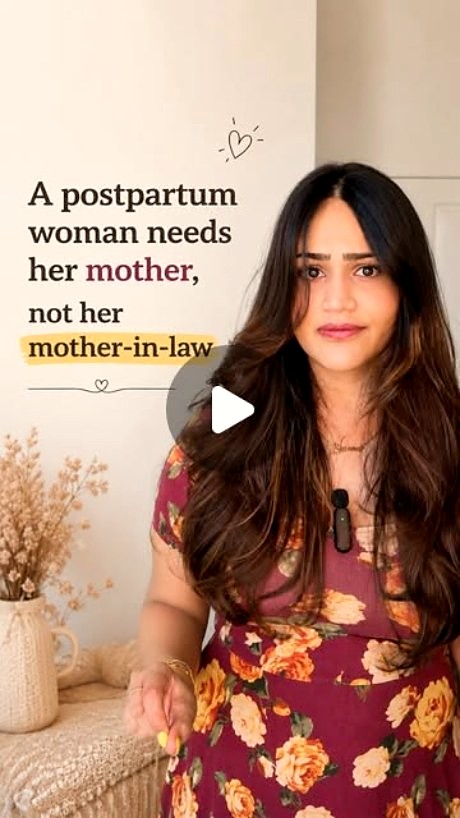 A postpartum
woman needs
her mother,
not her
mother-in-law